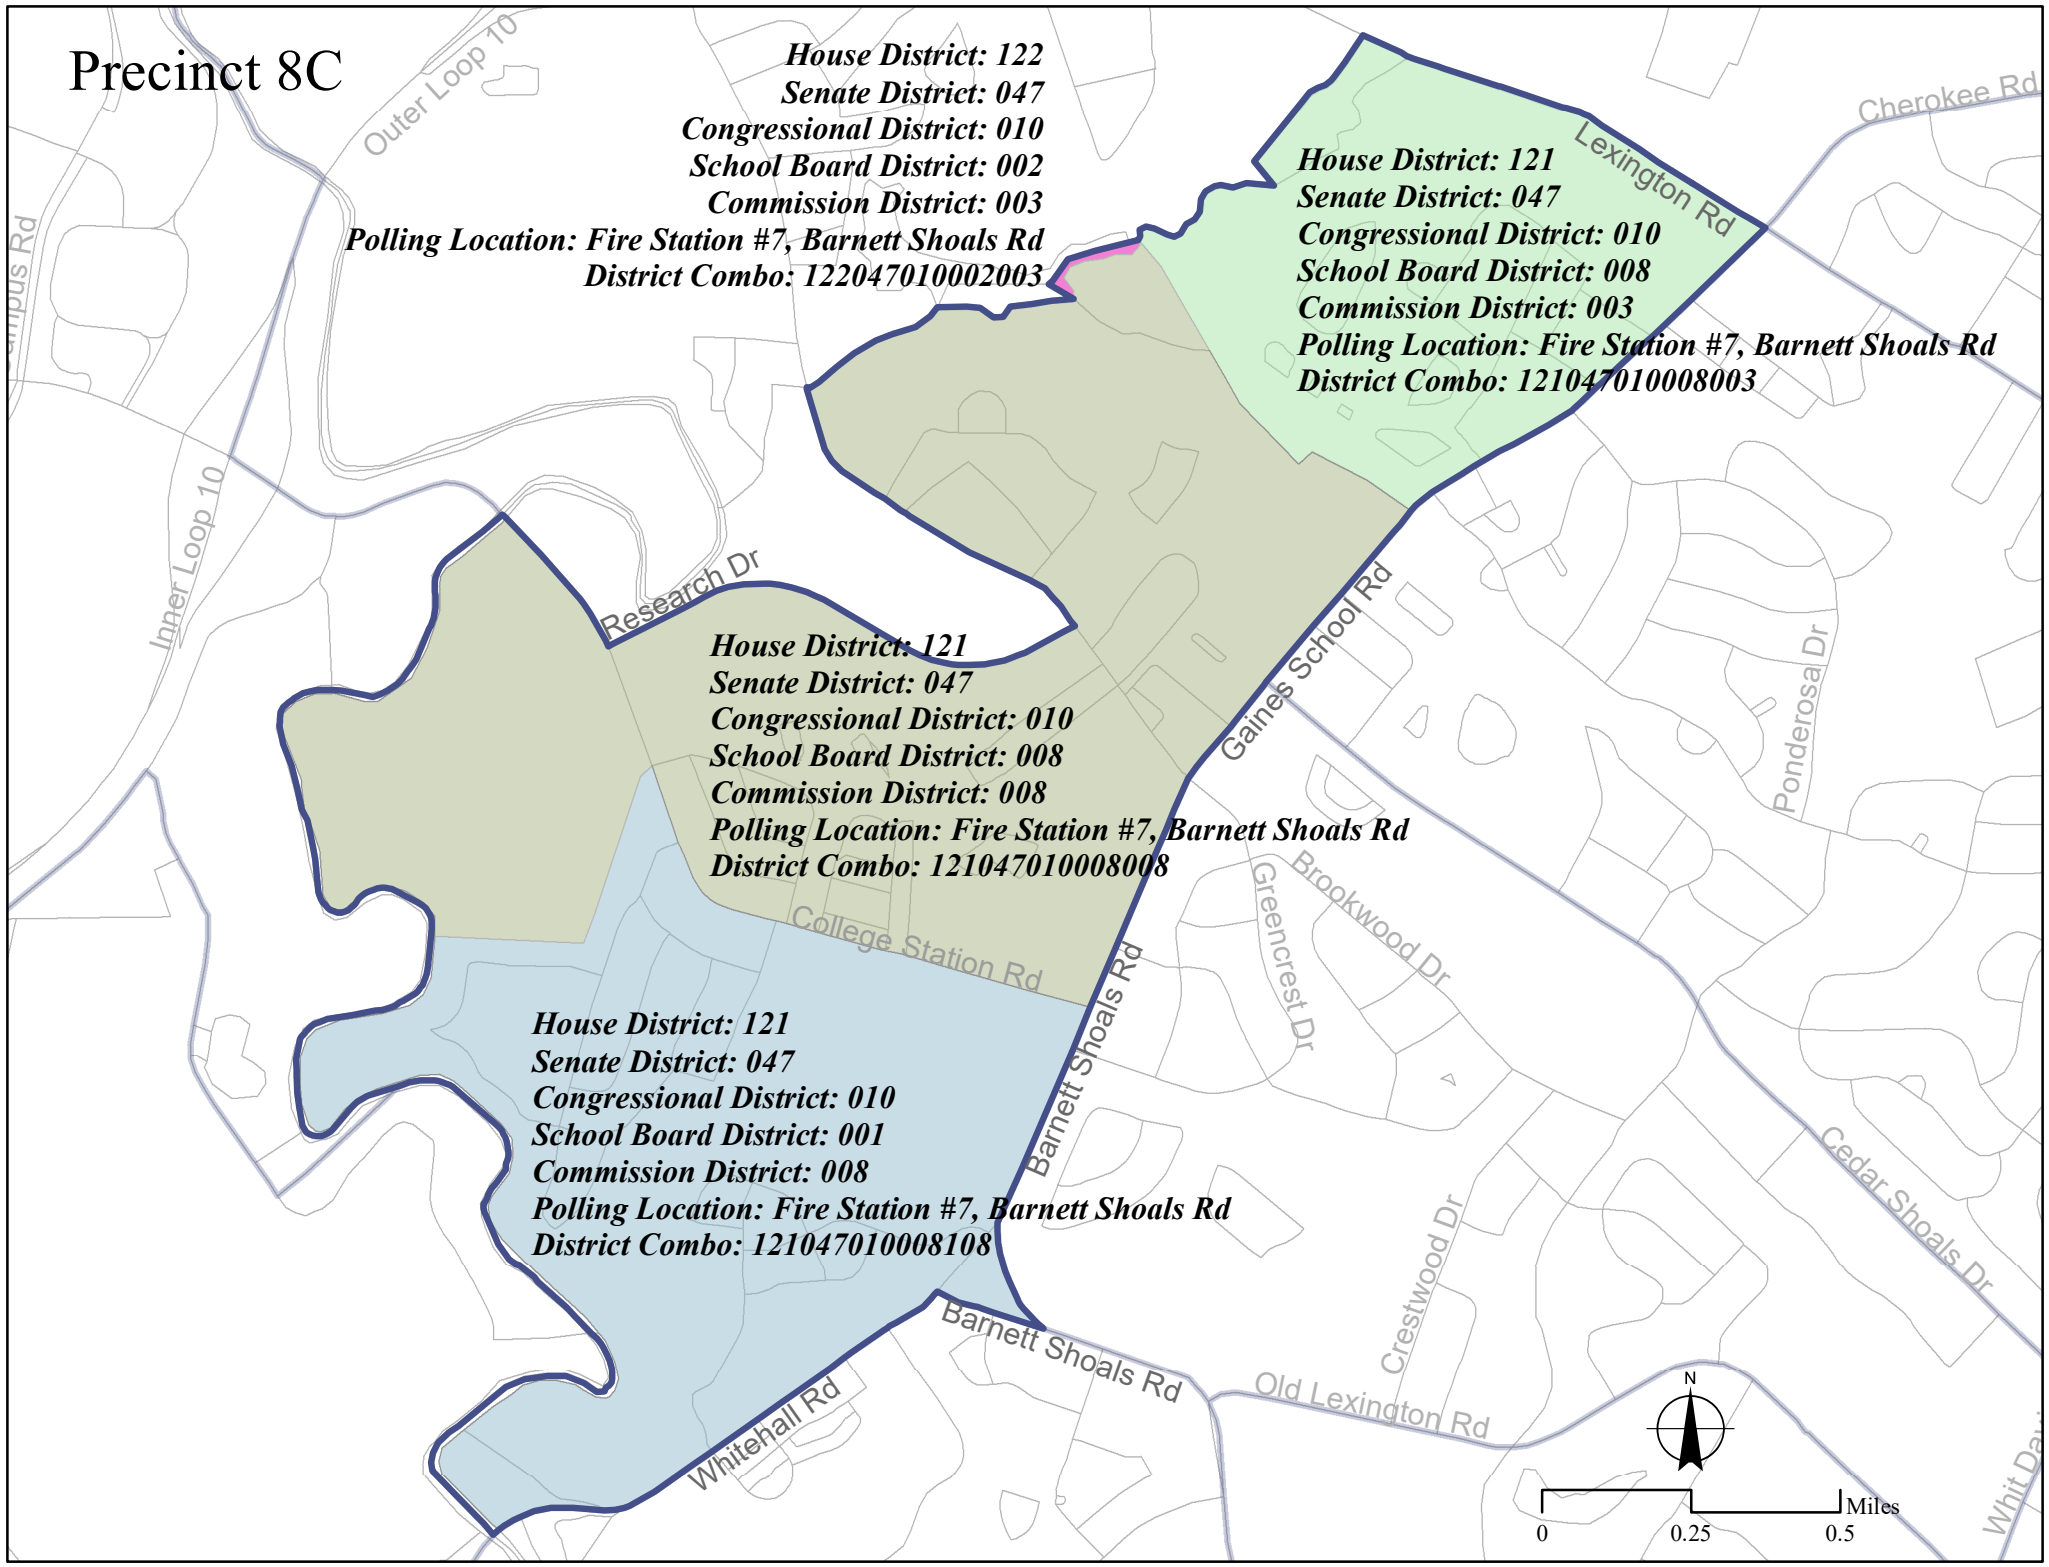 Precinct 8C
Outer Loop 10
House District: 122
Senate District: 047
Congressional District: 010
School Board District: 002
Commission District: 003
Polling Location: Fire Station #7, Barnett Shoals Rd
District Combo: 122047010002003
Cherokee Rd
Lexington Rd
House District: 121
Senate District: 047
Congressional District: 010
School Board District: 008
Commission District: 003
Polling Location: Fire Station #7, Barnett Shoals Rd
District Combo: 121047010008003
Inner Loop 10
Research Dr
Gaines School Rd
Ponderosa Dr
House District: 121
Senate District: 047
Congressional District: 010
School Board District: 008
Commission District: 008
Polling Location: Fire Station #7, Barnett Shoals Rd
District Combo: 121047010008008
College Station Rd
Greencrest Dr
Brookwood Dr
Barnett Shoals Rd
House District: 121
Senate District: 047
Congressional District: 010
School Board District: 001
Commission District: 008
Polling Location: Fire Station #7, Barnett Shoals Rd
District Combo: 121047010008108
Cedar Shoals Dr
Crestwood Dr
Barnett Shoals Rd
Whitehall Rd
Old Lexington Rd
N
Miles
0 0.25 0.5
Whit
Rd